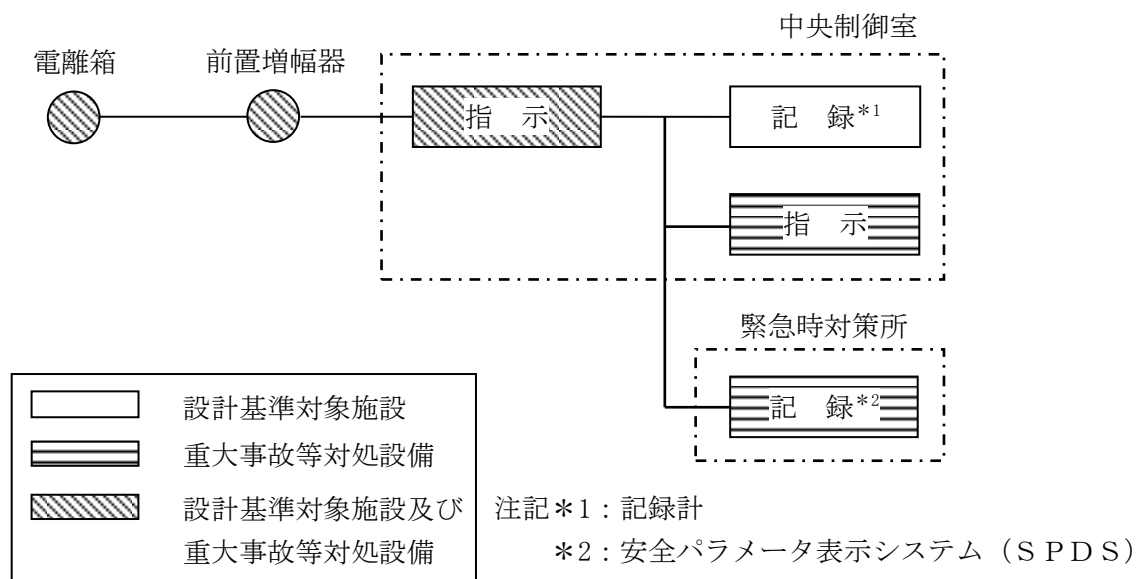 中央制御室
電離箱
前置増幅器
指 示
記 録*1
指 示
緊急時対策所
記 録*2
設計基準対象施設
重大事故等対処設備
設計基準対象施設及び
重大事故等対処設備
注記*1:記録計
*2:安全パラメータ表示システム(SPDS)